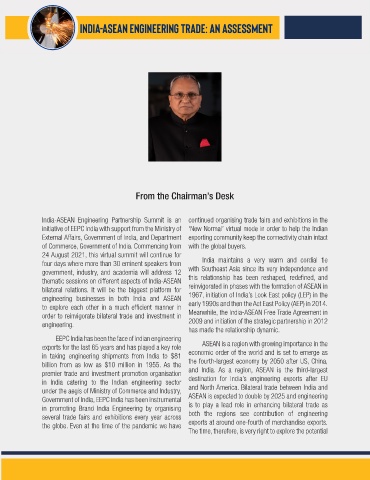 INDIA-ASEAN ENGINEERING TRADE: AN ASSESSMENT
From the Chairman's Desk
India-ASEAN Engineering Partnership Summit is an
initiative of EEPC India with support from the Ministry of
External Affairs, Government of India, and Department
of Commerce, Government of India. Commencing from
24 August 2021, this virtual summit will continue for
four days where more than 30 eminent speakers from
government, industry, and academia will address 12
thematic sessions on different aspects of India-ASEAN
bilateral relations. It will be the biggest platform for
engineering businesses in both India and ASEAN
to explore each other in a much efficient manner in
order to reinvigorate bilateral trade and investment in
engineering.
EEPC India has been the face of Indian engineering
exports for the last 65 years and has played a key role
in taking engineering shipments from India to $81
billion from as low as $10 million in 1955. As the
premier trade and investment promotion organisation
in India catering to the Indian engineering sector
under the aegis of Ministry of Commerce and Industry,
Government of India, EEPC India has been instrumental
in promoting Brand India Engineering by organising
several trade fairs and exhibitions every year across
the globe. Even at the time of the pandemic we have
continued organising trade fairs and exhibitions in the
'New Normal' virtual mode in order to help the Indian
exporting community keep the connectivity chain intact
with the global buyers.
India maintains a very warm and cordial tie
with Southeast Asia since its very independence and
this relationship has been reshaped, redefined, and
reinvigorated in phases with the formation of ASEAN in
1967, initiation of India's Look East policy (LEP) in the
early 1990s and then the Act East Policy (AEP) in 2014.
Meanwhile, the India-ASEAN Free Trade Agreement in
2009 and initiation of the strategic partnership in 2012
has made the relationship dynamic.
ASEAN is a region with growing importance in the
economic order of the world and is set to emerge as
the fourth-largest economy by 2050 after US, China,
and India. As a region, ASEAN is the third-largest
destination for India's engineering exports after EU
and North America. Bilateral trade between India and
ASEAN is expected to double by 2025 and engineering
is to play a lead role in enhancing bilateral trade as
both the regions see contribution of engineering
exports at around one-fourth of merchandise exports.
The time, therefore, is very right to explore the potential